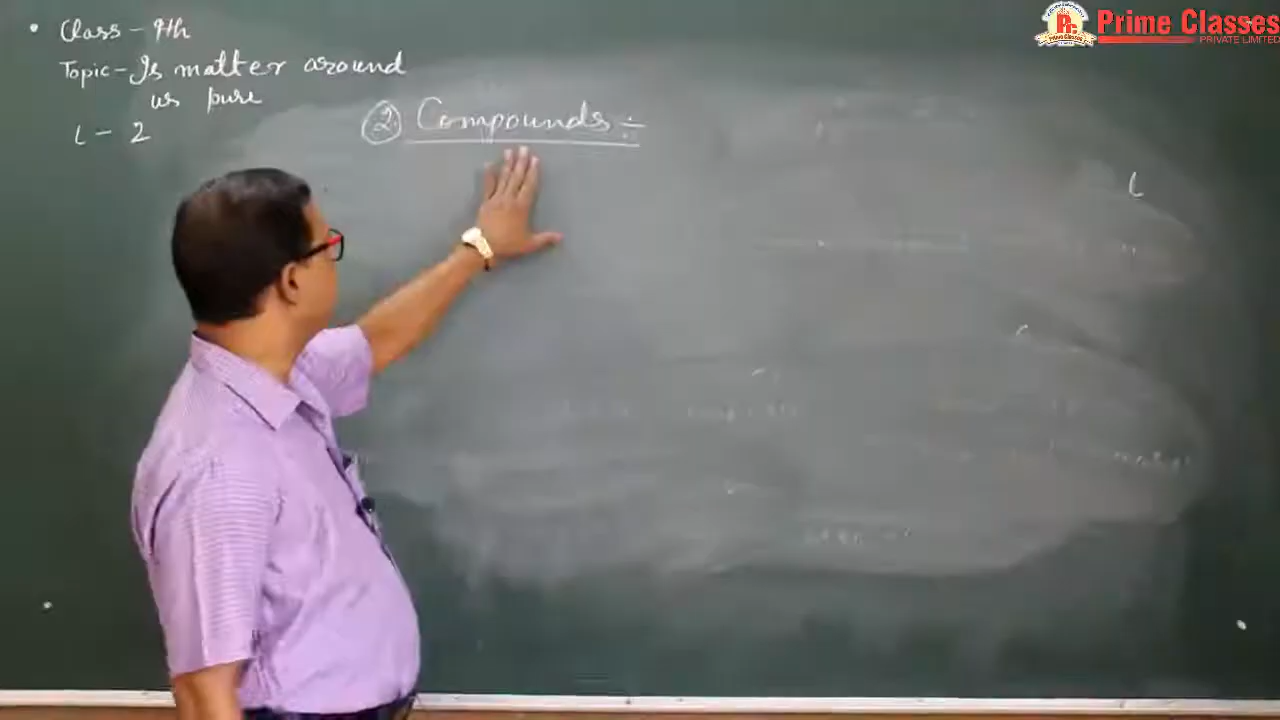 Class - 9th
Topic - Is matter around
us pure
L - 2
2. Compounds :-
Prime Classes
PRIVATE LIMITED